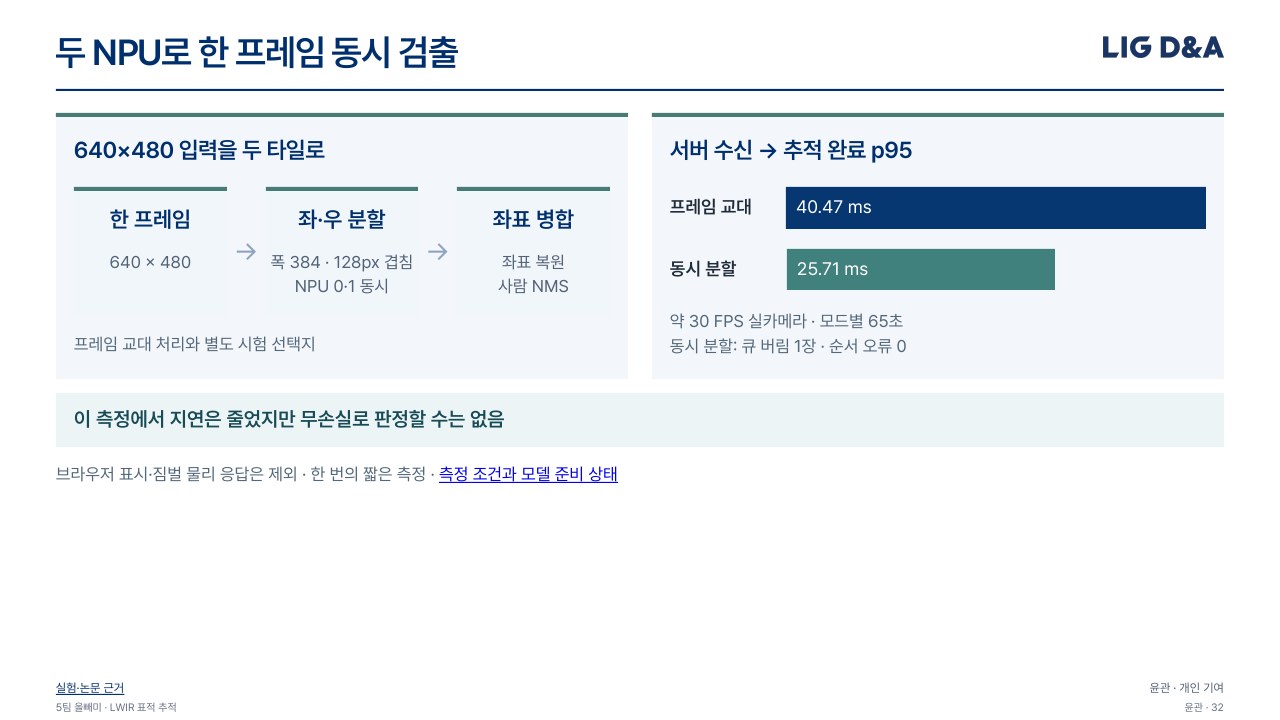 두 NPU로 한 프레임 동시 검출
LIG D&A
640×480 입력을 두 타일로
한 프레임
640 × 480
→
좌·우 분할
폭 384 · 128px 겹침
NPU 0·1 동시
→
좌표 병합
좌표 복원
사람 NMS
프레임 교대 처리와 별도 시험 선택지
서버 수신 → 추적 완료 p95
프레임 교대
40.47 ms
동시 분할
25.71 ms
약 30 FPS 실카메라 · 모드별 65초
동시 분할: 큐 버림 1장 · 순서 오류 0
이 측정에서 지연은 줄었지만 무손실로 판정할 수는 없음
브라우저 표시·짐벌 물리 응답은 제외 · 한 번의 짧은 측정 · 측정 조건과 모델 준비 상태
실험·논문 근거
5팀 올빼미 · LWIR 표적 추적
윤관 · 개인 기여
윤관 · 32